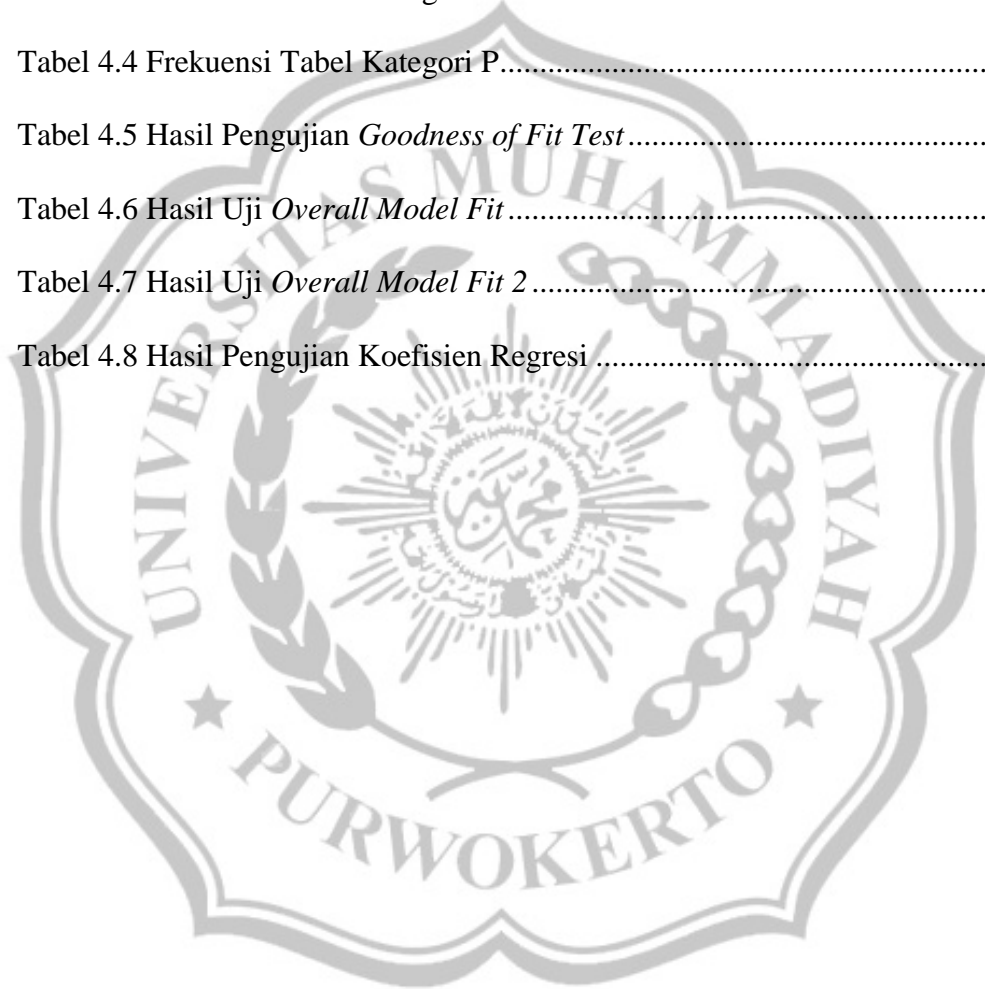 Tabel 4.4 Frekuensi Tabel Kategori P.............................................................
Tabel 4.5 Hasil Pengujian Goodness of Fit Test.............................................
Tabel 4.6 Hasil Uji Overall Model Fit............................................................
Tabel 4.7 Hasil Uji Overall Model Fit 2.........................................................
Tabel 4.8 Hasil Pengujian Koefisien Regresi .................................................
UNIVERSITAS MUHAMMADIYAH
PURWOKERTO